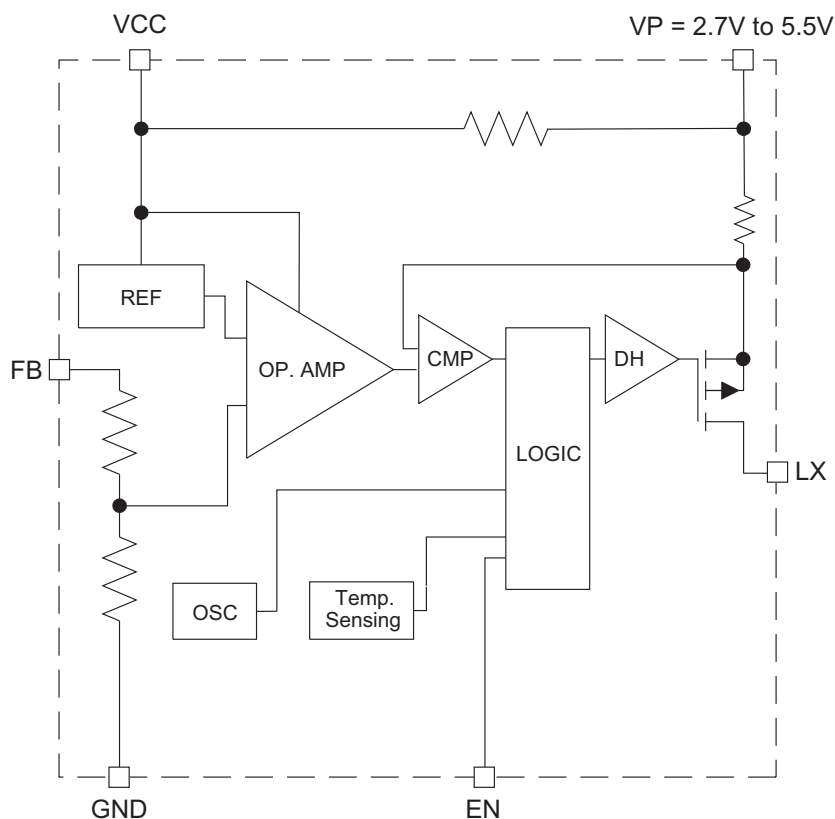 VCC
VP = 2.7V to 5.5V
REF
FB
OP. AMP
CMP
DH
LOGIC
LX
OSC
Temp.
Sensing
GND
EN